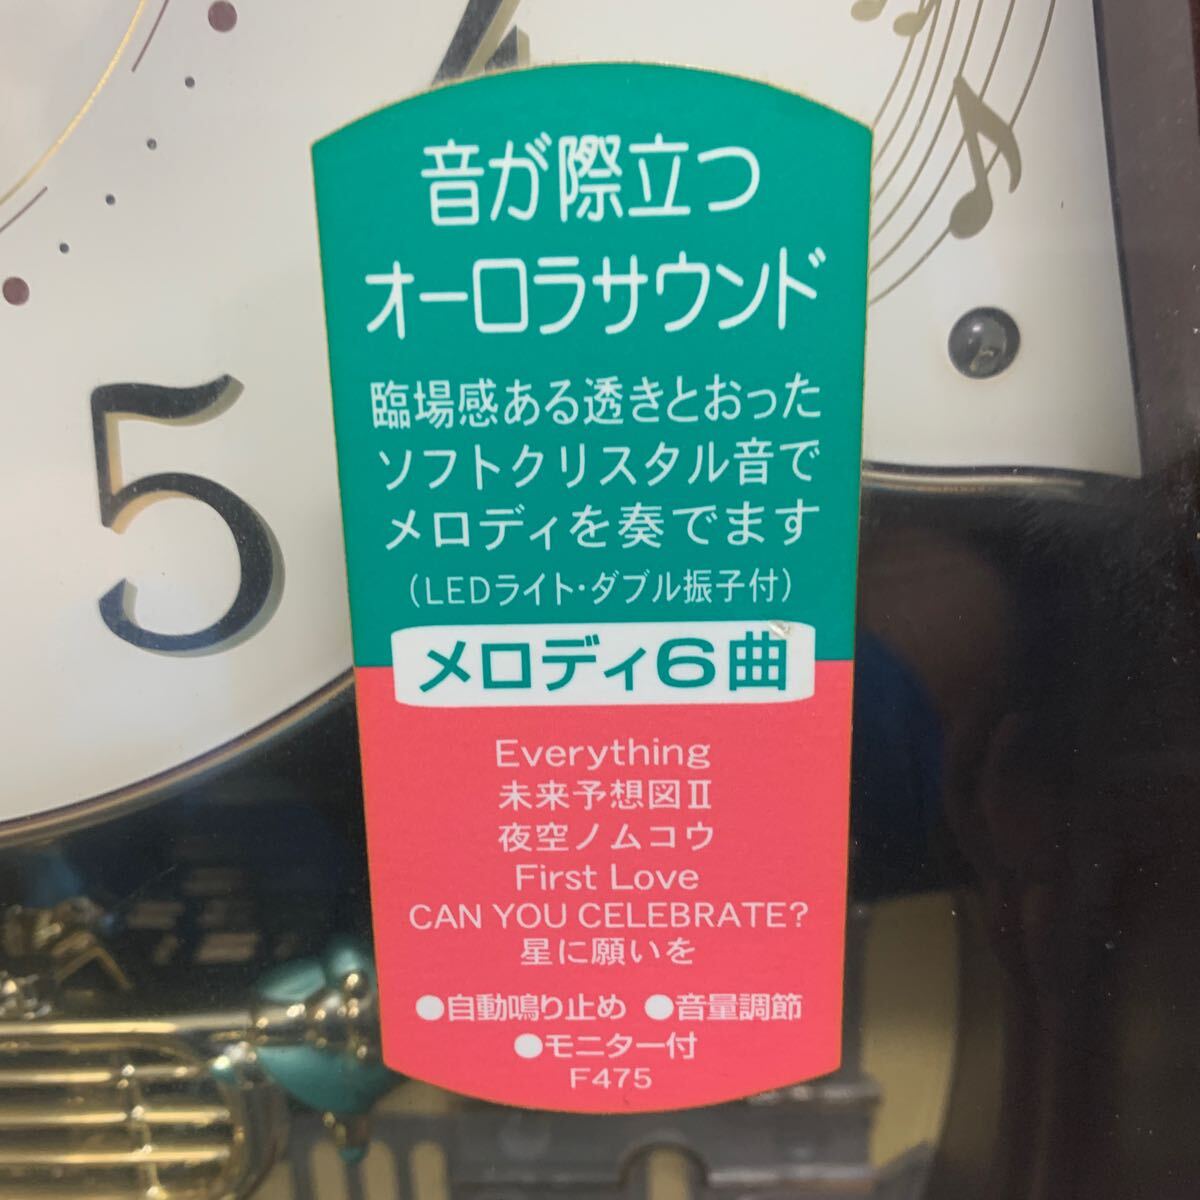 4
5
音が際立つ
オーロラサウンド
臨場感ある透きとおった
ソフトクリスタル音で
メロディを奏でます
(LEDライト・ダブル振子付)
メロディ6曲
Everything
未来予想図Ⅱ
夜空ノムコウ
First Love
CAN YOU CELEBRATE?
星に願いを
●自動鳴り止め ●音量調節
●モニター付
F475